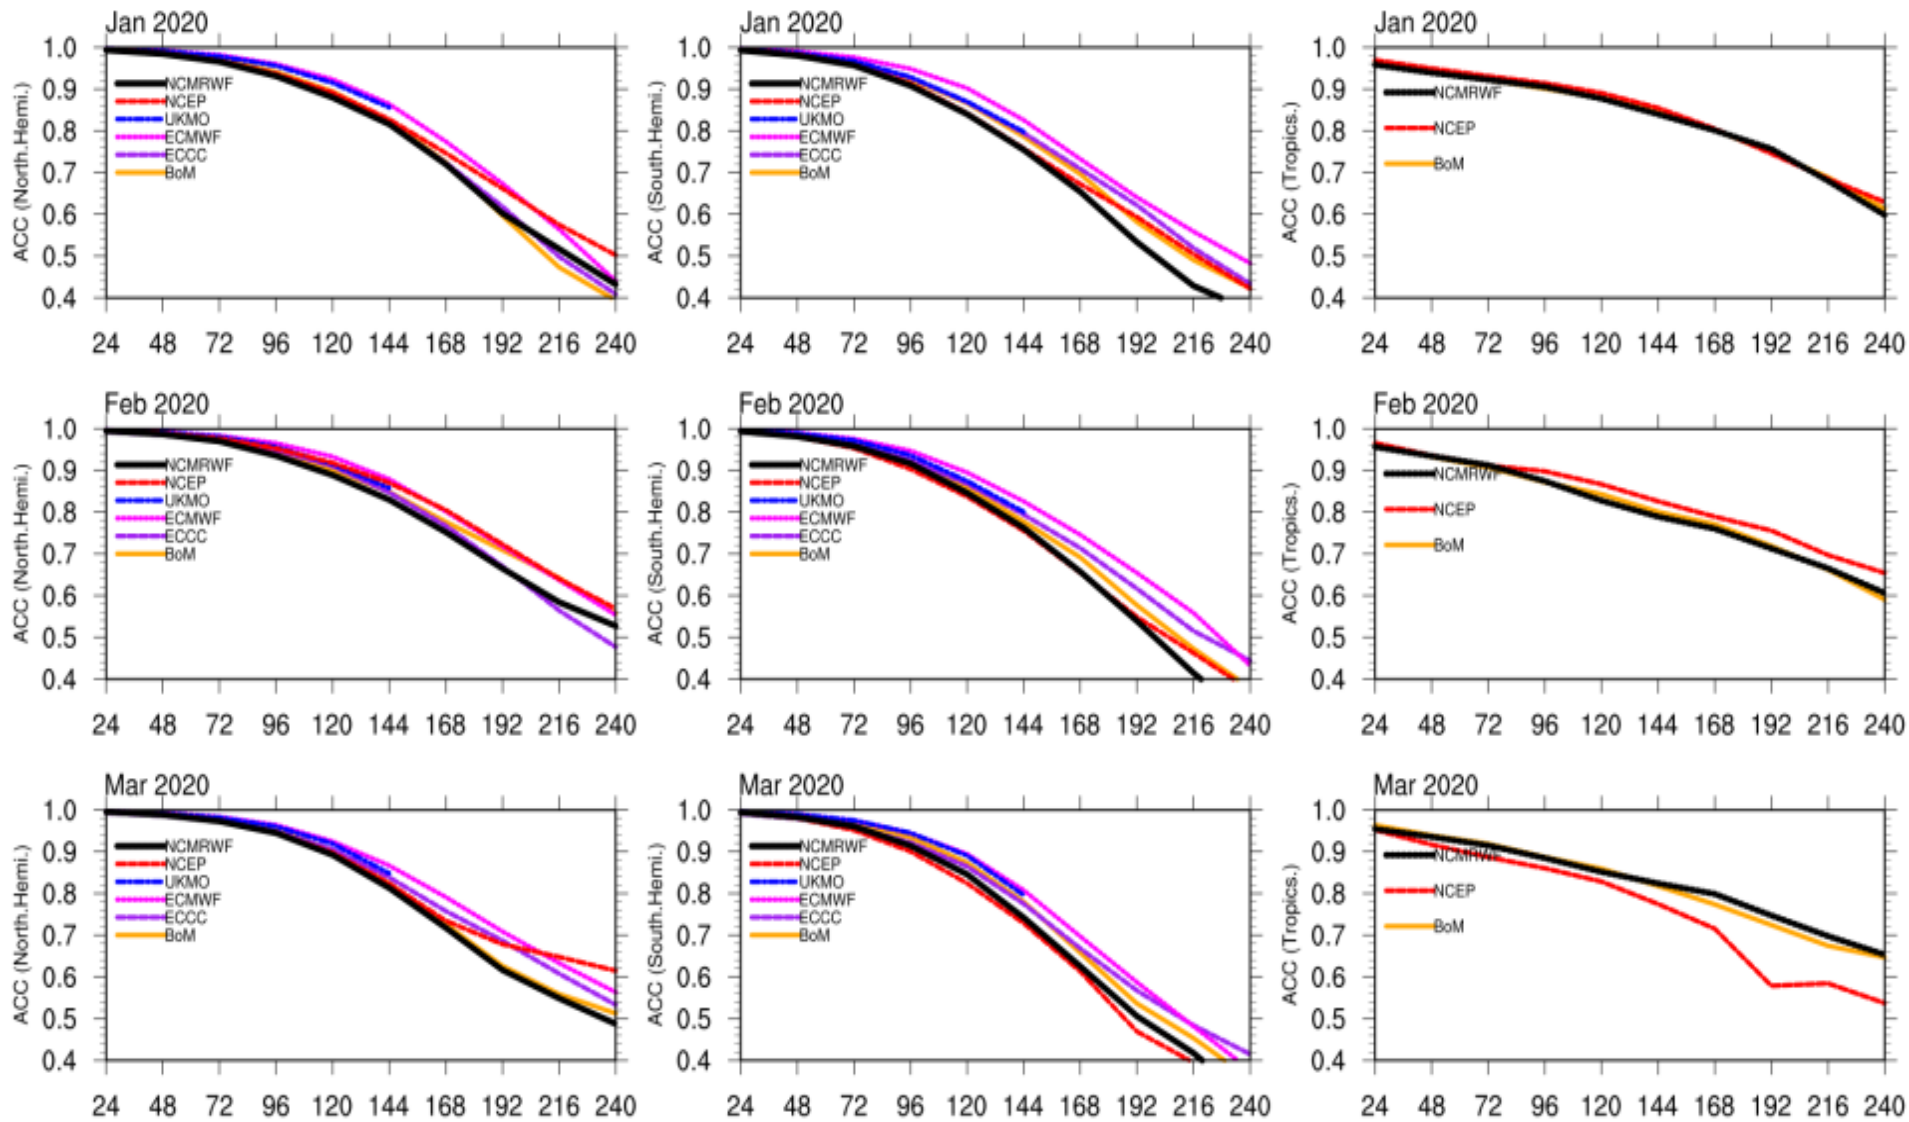 Jan 2020
ACC (North.Hemi.)
1.0
0.9
0.8
0.7
0.6
0.5
0.4
NCMRWF
NCEP
UKMO
ECMWF
ECCC
BoM
24 48 72 96 120 144 168 192 216 240
Jan 2020
ACC (South.Hemi.)
1.0
0.9
0.8
0.7
0.6
0.5
0.4
NCMRWF
NCEP
UKMO
ECMWF
ECCC
BoM
24 48 72 96 120 144 168 192 216 240
Jan 2020
ACC (Tropics.)
1.0
0.9
0.8
0.7
0.6
0.5
0.4
NCMRWF
NCEP
BoM
24 48 72 96 120 144 168 192 216 240
Feb 2020
ACC (North.Hemi.)
1.0
0.9
0.8
0.7
0.6
0.5
0.4
NCMRWF
NCEP
UKMO
ECMWF
ECCC
BoM
24 48 72 96 120 144 168 192 216 240
Feb 2020
ACC (South.Hemi.)
1.0
0.9
0.8
0.7
0.6
0.5
0.4
NCMRWF
NCEP
UKMO
ECMWF
ECCC
BoM
24 48 72 96 120 144 168 192 216 240
Feb 2020
ACC (Tropics.)
1.0
0.9
0.8
0.7
0.6
0.5
0.4
NCMRWF
NCEP
BoM
24 48 72 96 120 144 168 192 216 240
Mar 2020
ACC (North.Hemi.)
1.0
0.9
0.8
0.7
0.6
0.5
0.4
NCMRWF
NCEP
UKMO
ECMWF
ECCC
BoM
24 48 72 96 120 144 168 192 216 240
Mar 2020
ACC (South.Hemi.)
1.0
0.9
0.8
0.7
0.6
0.5
0.4
NCMRWF
NCEP
UKMO
ECMWF
ECCC
BoM
24 48 72 96 120 144 168 192 216 240
Mar 2020
ACC (Tropics.)
1.0
0.9
0.8
0.7
0.6
0.5
0.4
NCMRWF
NCEP
BoM
24 48 72 96 120 144 168 192 216 240